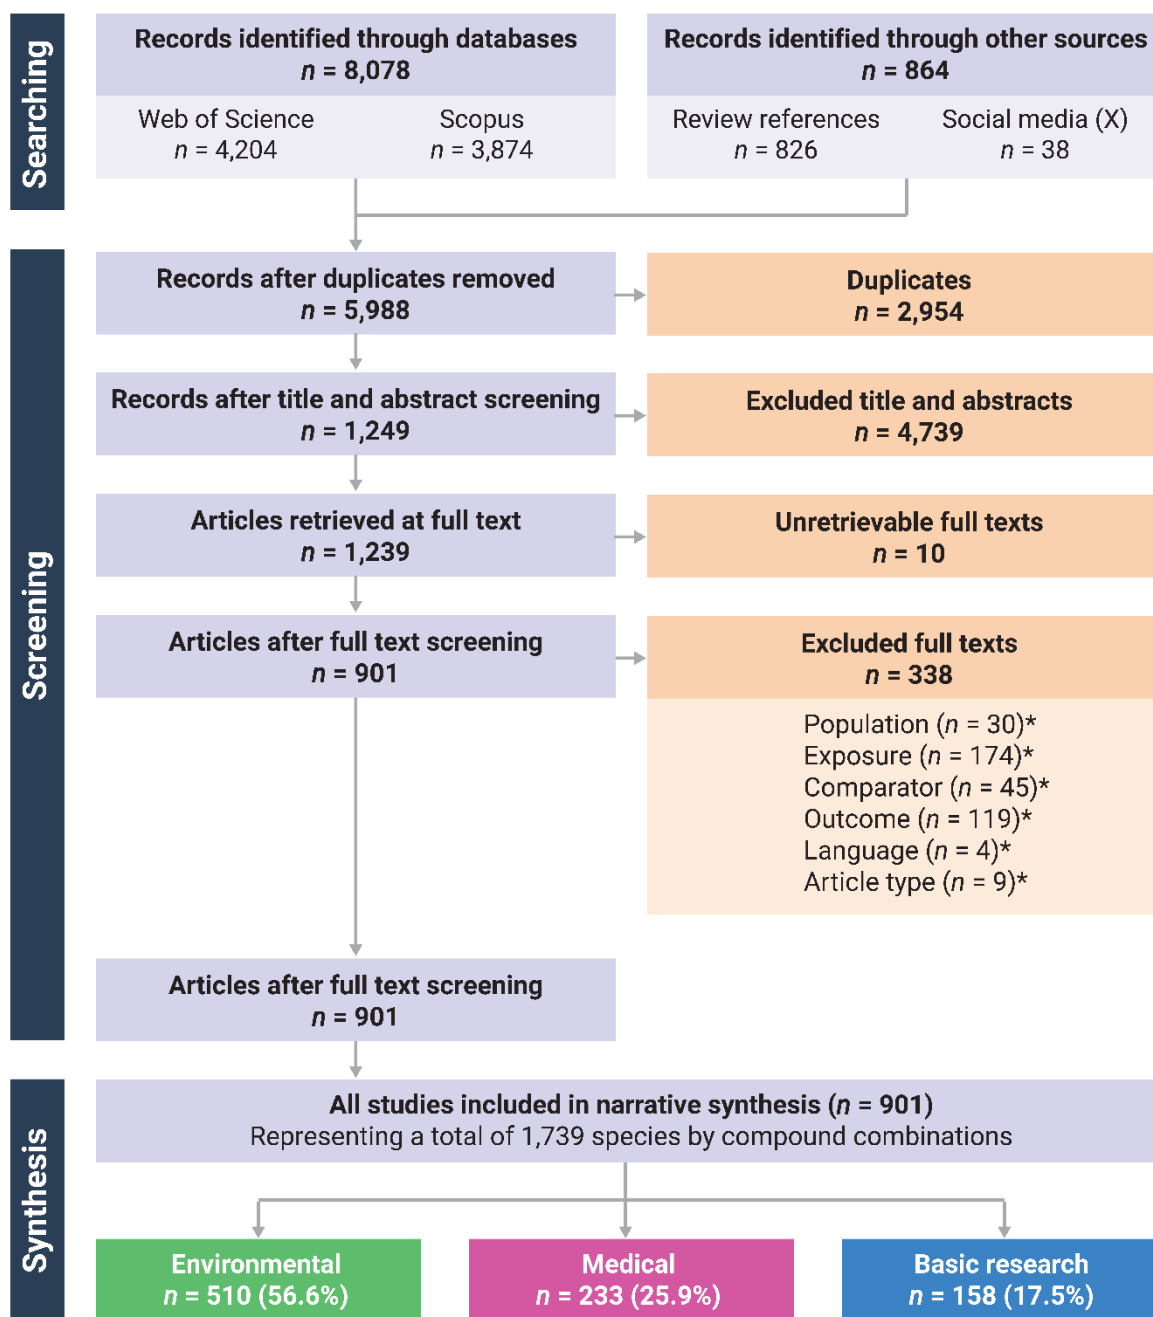 Searching
Records identified through databases
n = 8,078
Web of Science
n = 4,204
Scopus
n = 3,874
Records identified through other sources
n = 864
Review references
n = 826
Social media (X)
n = 38
Screening
Records after duplicates removed
n = 5,988
Duplicates
n = 2,954
Records after title and abstract screening
n = 1,249
Excluded title and abstracts
n = 4,739
Articles retrieved at full text
n = 1,239
Unretrievable full texts
n = 10
Articles after full text screening
n = 901
Excluded full texts
n = 338
Population (n = 30)*
Exposure (n = 174)*
Comparator (n = 45)*
Outcome (n = 119)*
Language (n = 4)*
Article type (n = 9)*
Articles after full text screening
n = 901
Synthesis
All studies included in narrative synthesis (n = 901)
Representing a total of 1,739 species by compound combinations
Environmental
n = 510 (56.6%)
Medical
n = 233 (25.9%)
Basic research
n = 158 (17.5%)